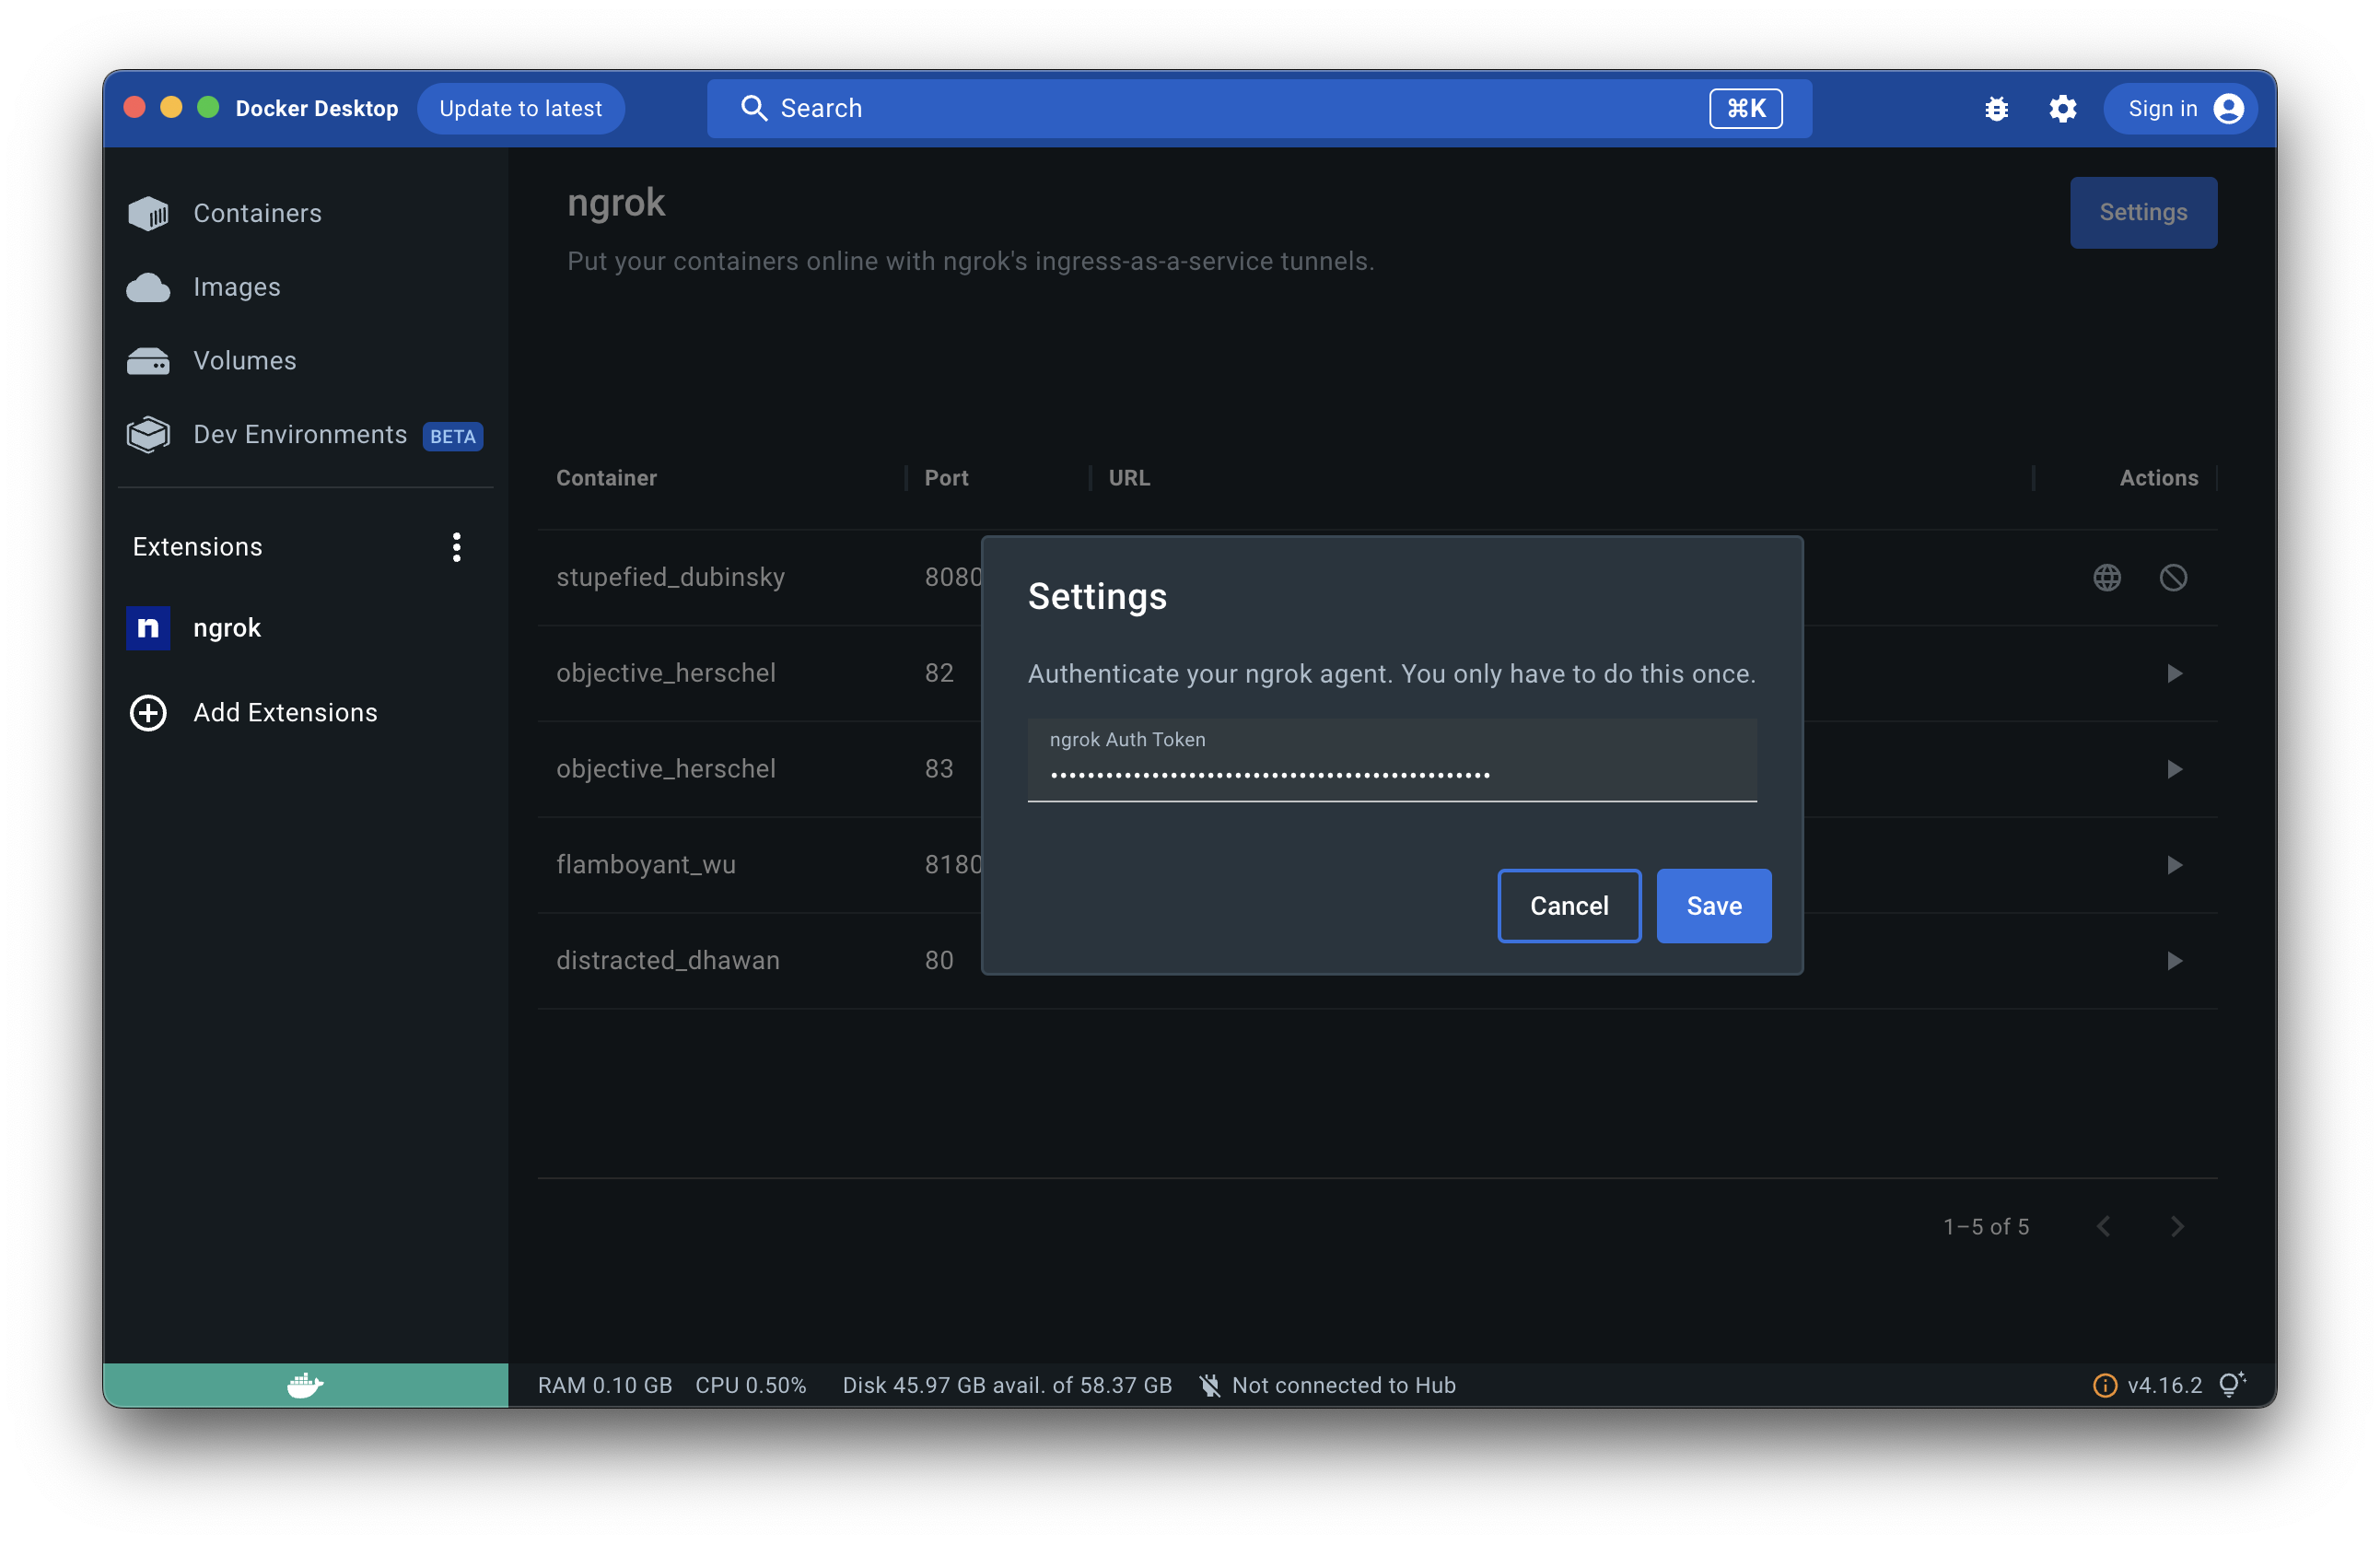 Docker Desktop Update to latest Search ⌘K Sign in
Containers
Images
Volumes
Dev Environments BETA
Extensions
n ngrok
Add Extensions
ngrok
Settings
Put your containers online with ngrok's ingress-as-a-service tunnels.
Container Port URL Actions
stupefied_dubinsky 8080
objective_herschel 82
objective_herschel 83
flamboyant_wu 8180
distracted_dhawan 80
Settings
Authenticate your ngrok agent. You only have to do this once.
ngrok Auth Token
••••••••••••••••••••••••••••••••••••••••••••••••
Cancel Save
1–5 of 5
RAM 0.10 GB CPU 0.50% Disk 45.97 GB avail. of 58.37 GB Not connected to Hub v4.16.2